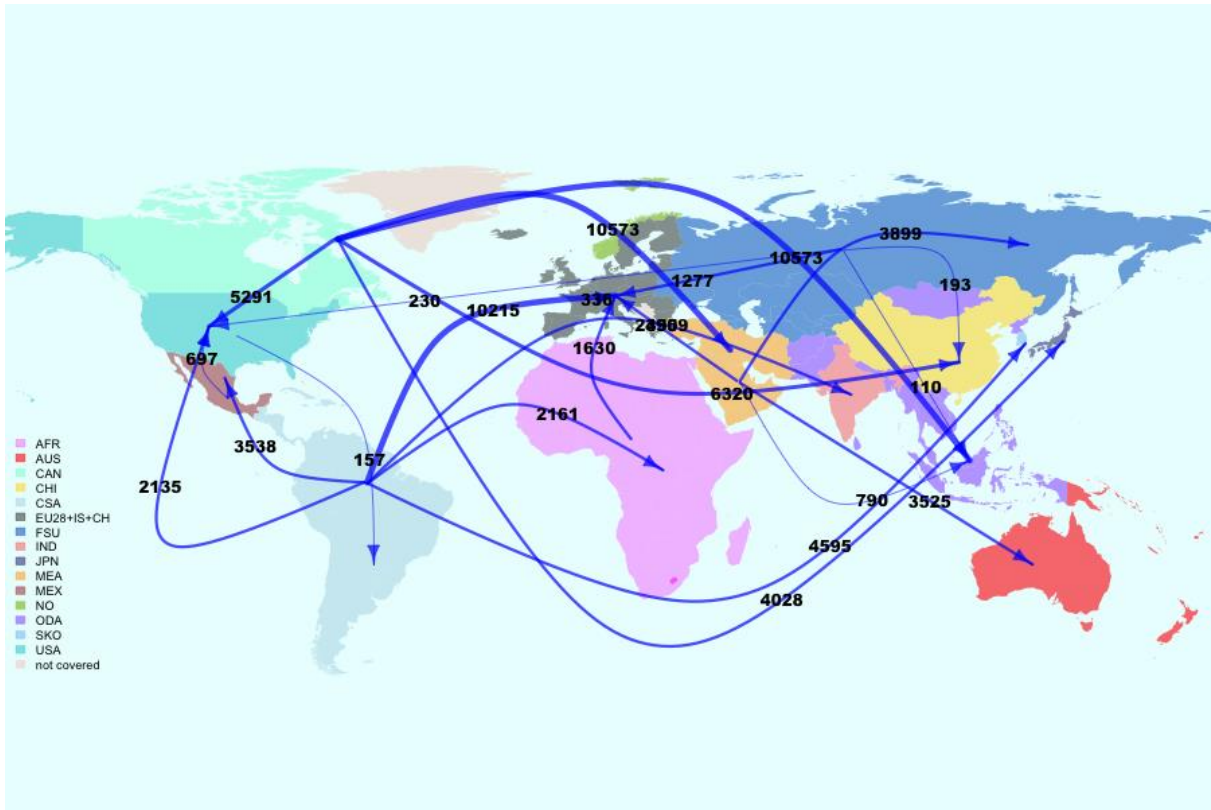 10573
3899
10573
1277
193
5291
230
336
10215
1630
697
6320
110
2161
3538
157
2135
790
3525
4595
4028
AFR
AUS
CAN
CHI
CSA
EU28+IS+CH
FSU
IND
JPN
MEA
MEX
NO
ODA
SKO
USA
not covered